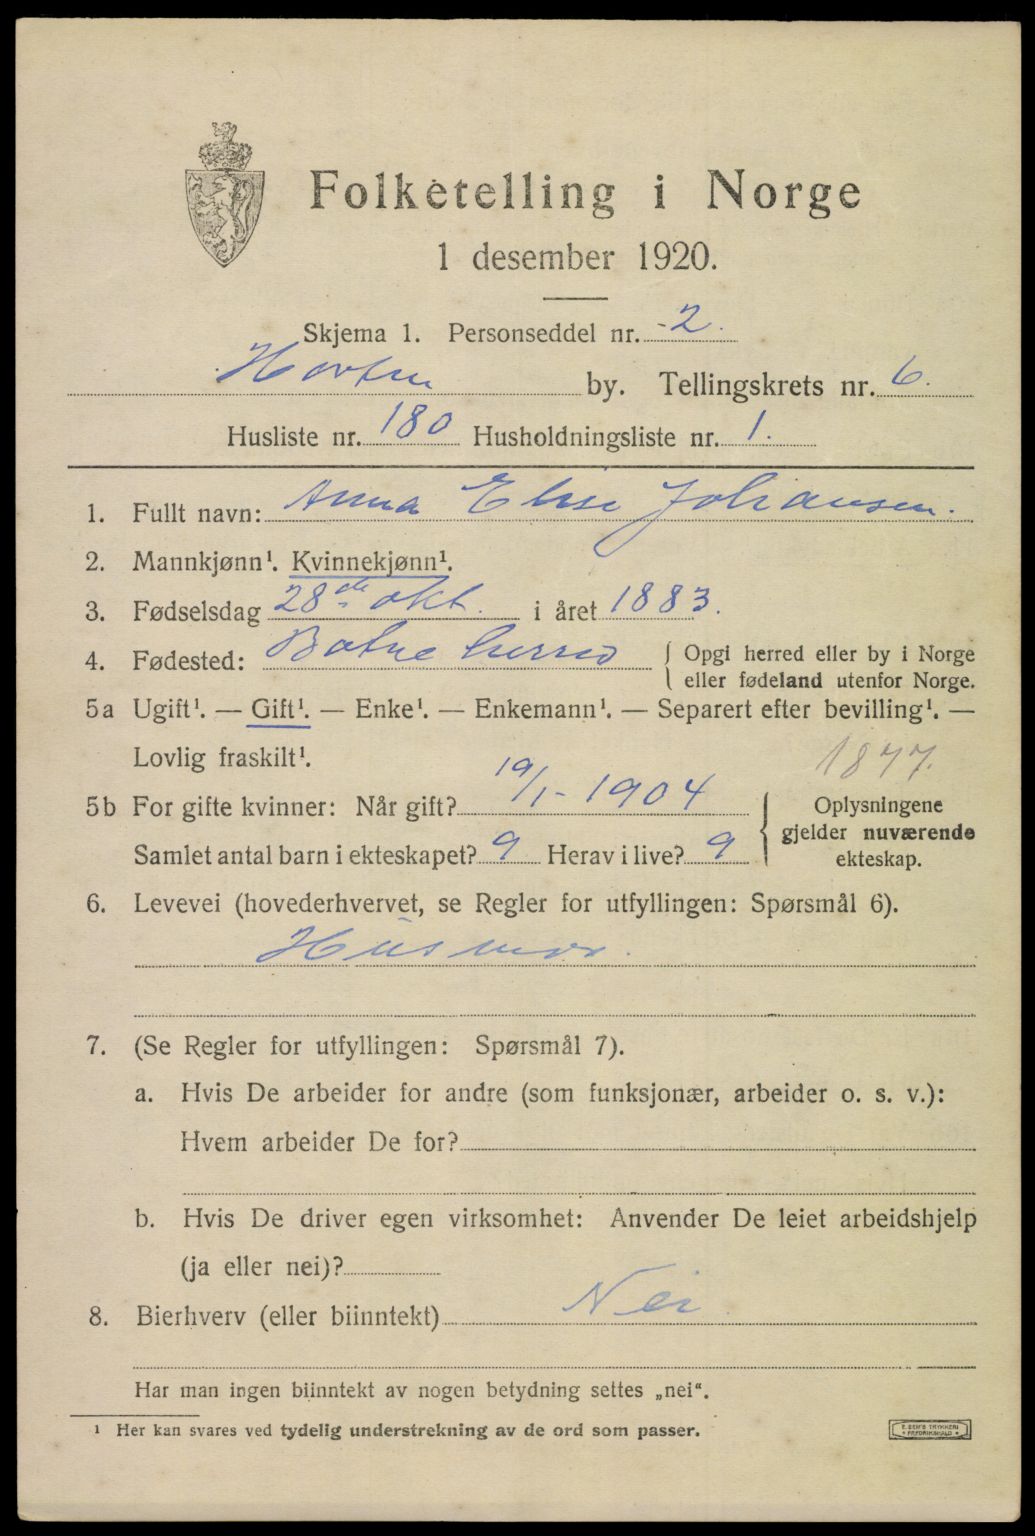 Folketelling i Norge
1 desember 1920.
Skjema 1. Personseddel nr. 2.
Horten by. Tellingskrets nr. 6.
Husliste nr. 180 Husholdningsliste nr. 1.
1. Fullt navn: Anna Elise Johansen.
2. Mannkjønn¹. Kvinnekjønn¹.
3. Fødselsdag 28de okt. i året 1883.
4. Fødested: Botne herred { Opgi herred eller by i Norge
eller fødeland utenfor Norge.
5a Ugift¹. — Gift¹. — Enke¹. — Enkemann¹. — Separert efter bevilling¹. —
Lovlig fraskilt¹. 1877.
5b For gifte kvinner: Når gift? 19/1-1904 { Oplysningene
gjelder nuværende
Samlet antal barn i ekteskapet? 9 Herav i live? 9 ekteskap.
6. Levevei (hovederhvervet, se Regler for utfyllingen: Spørsmål 6).
Husmor.
7. (Se Regler for utfyllingen: Spørsmål 7).
a. Hvis De arbeider for andre (som funksjonær, arbeider o. s. v.):
Hvem arbeider De for?
b. Hvis De driver egen virksomhet: Anvender De leiet arbeidshjelp
(ja eller nei)?
8. Bierhverv (eller biinntekt) Nei
Har man ingen biinntekt av nogen betydning settes „nei“.
¹ Her kan svares ved tydelig understrekning av de ord som passer.
E. SEM'S TRYKKERI
FREDRIKSHALD